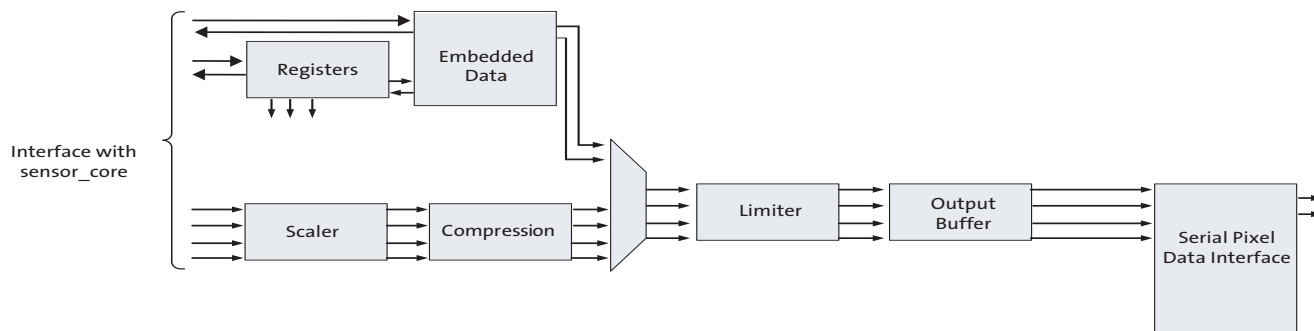 Embedded
Data
Registers
Interface with
sensor_core
Scaler
Compression
Limiter
Output
Buffer
Serial Pixel
Data Interface